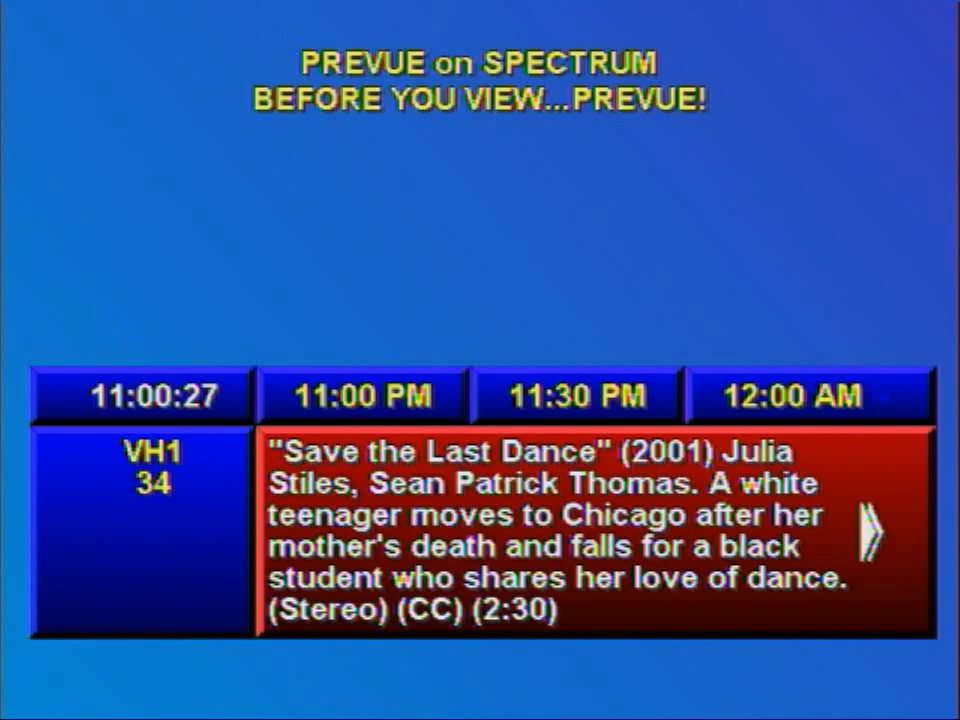 PREVUE on SPECTRUM
BEFORE YOU VIEW...PREVUE!
11:00:27 11:00 PM 11:30 PM 12:00 AM
VH1
34
"Save the Last Dance" (2001) Julia
Stiles, Sean Patrick Thomas. A white
teenager moves to Chicago after her
mother's death and falls for a black
student who shares her love of dance.
(Stereo) (CC) (2:30)